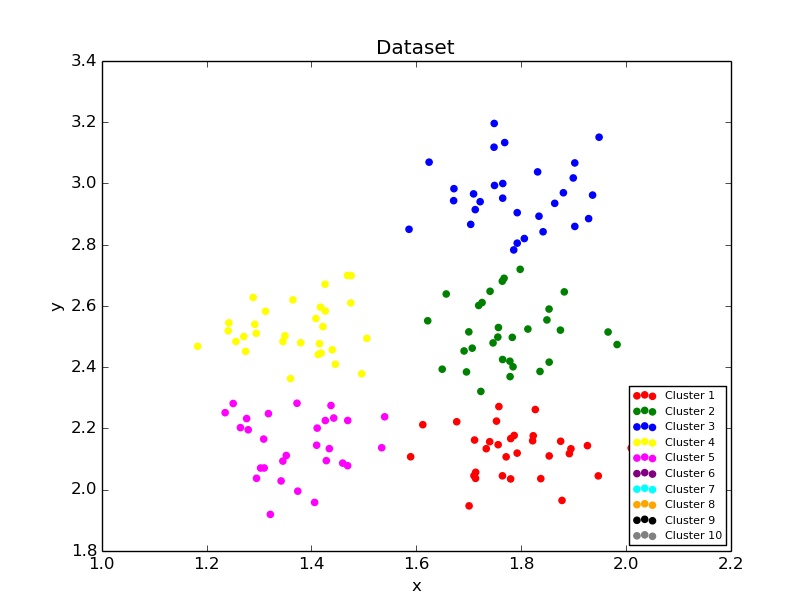 Dataset
3.4
3.2
3.0
2.8
2.6
2.4
2.2
2.0
1.8
y
Cluster 1
Cluster 2
Cluster 3
Cluster 4
Cluster 5
Cluster 6
Cluster 7
Cluster 8
Cluster 9
Cluster 10
1.0 1.2 1.4 1.6 1.8 2.0 2.2
x